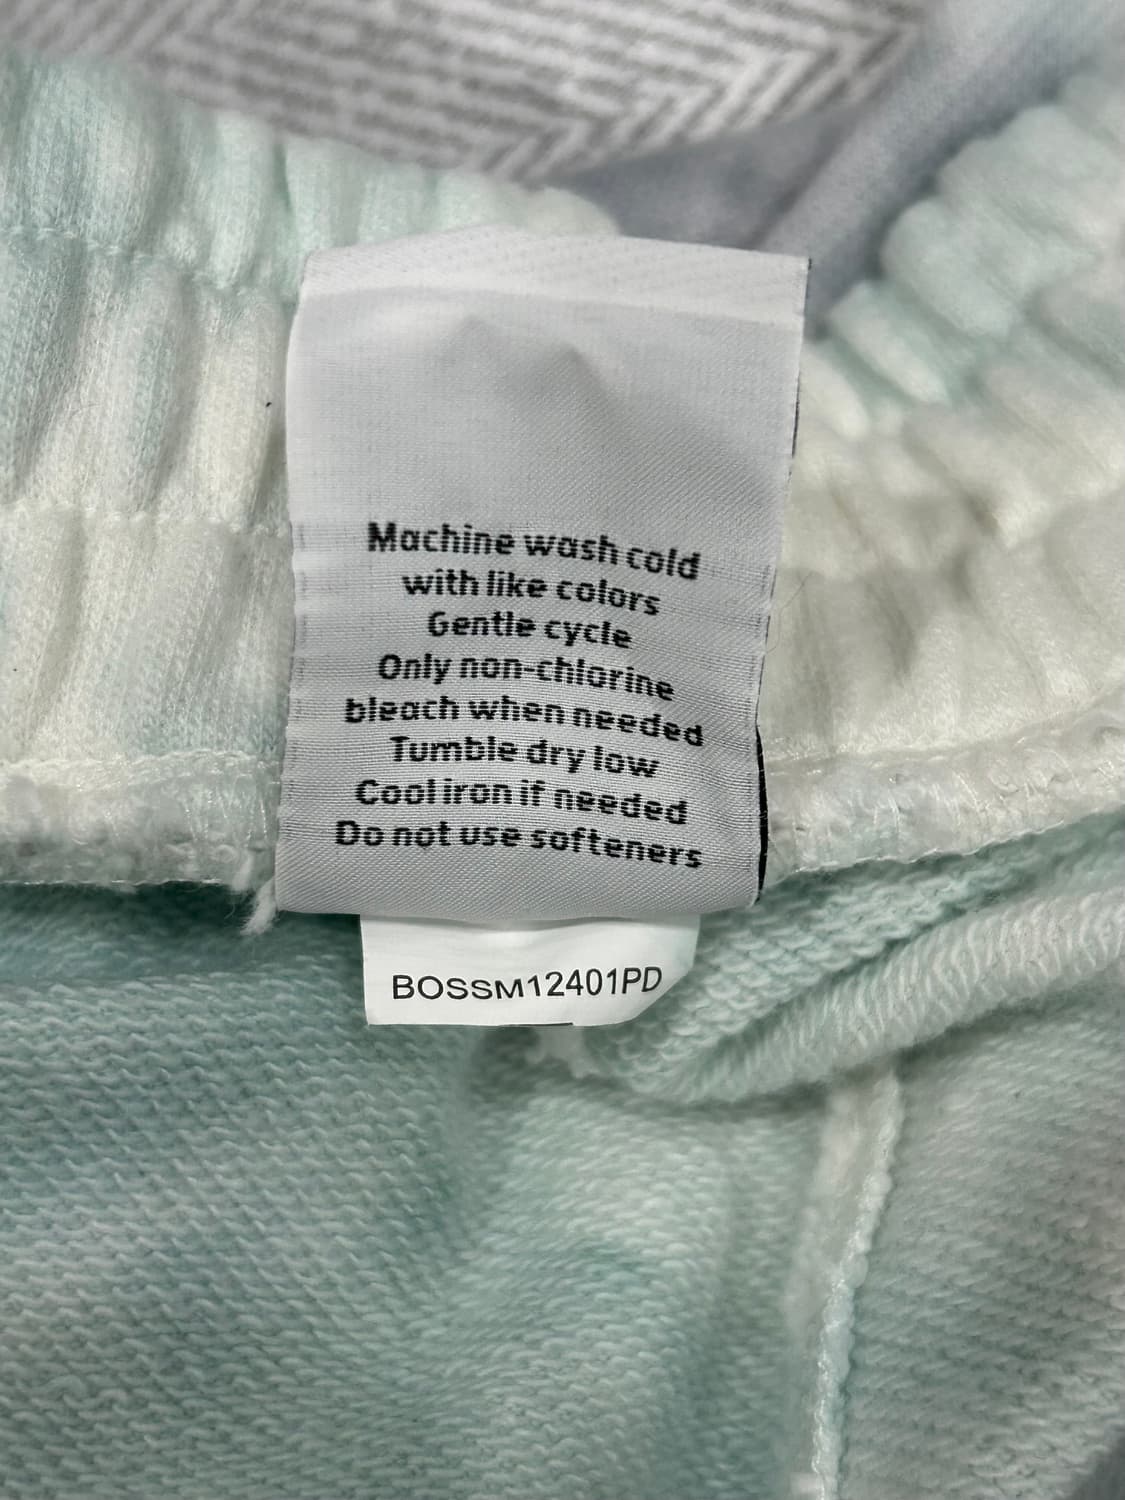 Machine wash cold
with like colors
Gentle cycle
Only non-chlorine
bleach when needed
Tumble dry low
Cool iron if needed
Do not use softeners
BOSSM12401PD